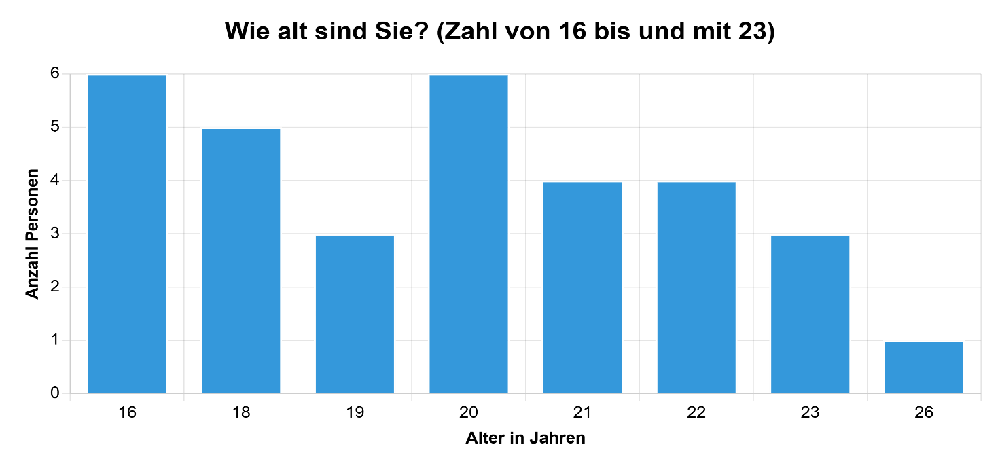 Wie alt sind Sie? (Zahl von 16 bis und mit 23)
Anzahl Personen
6
5
4
3
2
1
0
16 18 19 20 21 22 23 26
Alter in Jahren